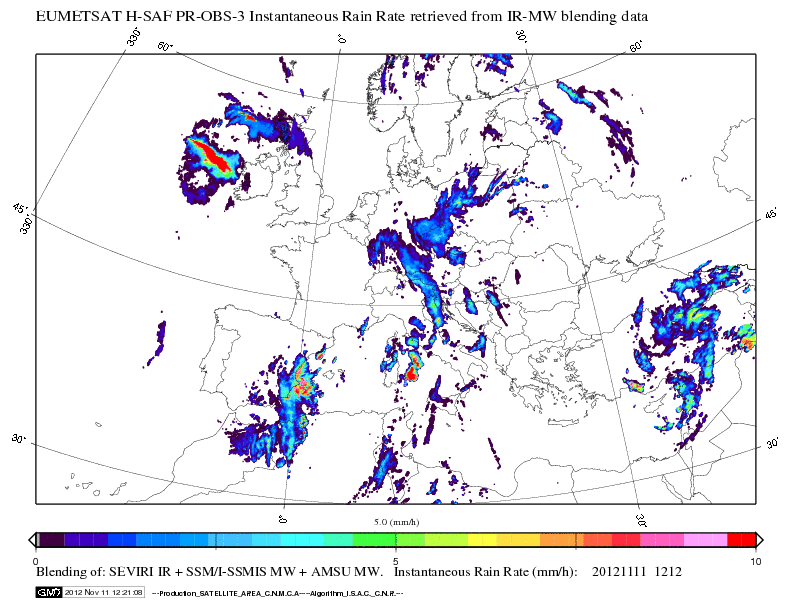 EUMETSAT H-SAF PR-OBS-3 Instantaneous Rain Rate retrieved from IR-MW blending data
330° 60° 0° 30° 60°
45° 45°
330°
30° 30°
0° 30°
5.0 (mm/h)
0 5 10
Blending of: SEVIRI IR + SSM/I-SSMIS MW + AMSU MW. Instantaneous Rain Rate (mm/h): 20121111 1212
GMD 2012 Nov 11 12:21:08 ---Production_SATELLITE_AREA_C.N.M.C.A----Algorithm_I.S.A.C._C.N.R.---